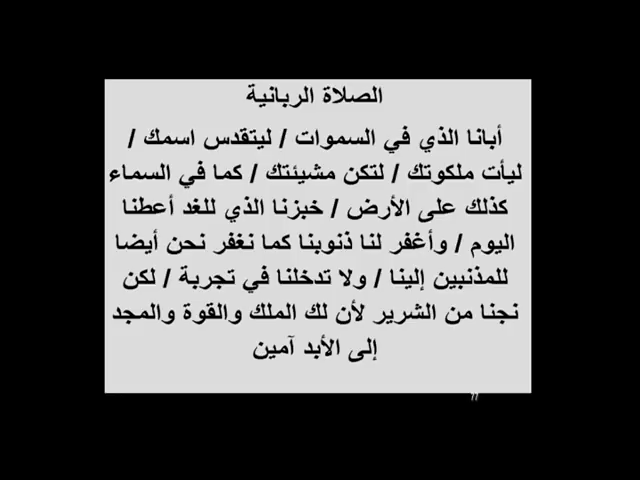 الصلاة الربانية
أبانا الذي في السموات / ليتقدس اسمك /
ليأت ملكوتك / لتكن مشيئتك / كما في السماء
كذلك على الأرض / خبزنا الذي للغد أعطنا
اليوم / وأغفر لنا ذنوبنا كما نغفر نحن أيضا
للمذنبين إلينا / ولا تدخلنا في تجربة / لكن
نجنا من الشرير لأن لك الملك والقوة والمجد
إلى الأبد آمين